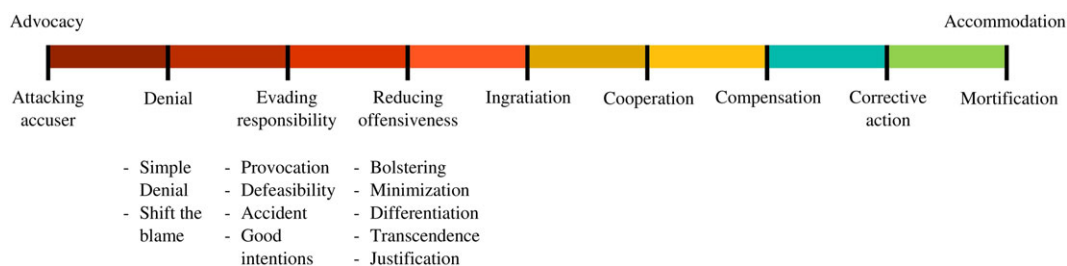 Advocacy
Accommodation
Attacking
accuser
Denial
Evading
responsibility
Reducing
offensiveness
Ingratiation
Cooperation
Compensation
Corrective
action
Mortification
- Simple
Denial
- Shift the
blame
- Provocation
- Defeasibility
- Accident
- Good
intentions
- Bolstering
- Minimization
- Differentiation
- Transcendence
- Justification